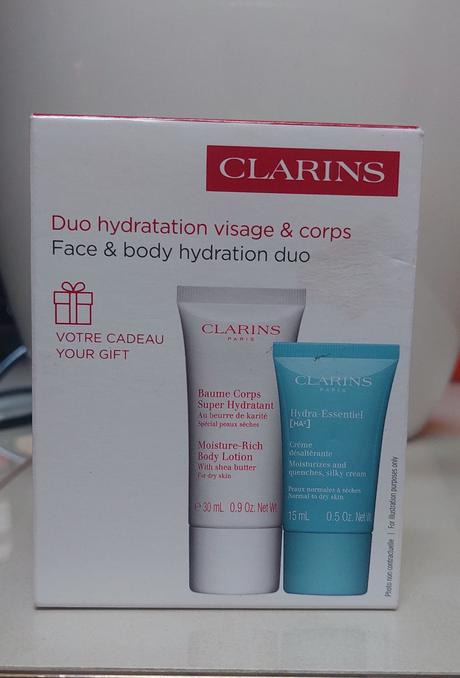 CLARINS
Duo hydratation visage & corps
Face & body hydration duo
VOTRE CADEAU
YOUR GIFT
CLARINS
PARIS
Baume Corps
Super Hydratant
Au beurre de karité
Spécial peaux sèches
Moisture-Rich
Body Lotion
With shea butter
For dry skin
℮ 30 mL 0.9 Oz. Net Wt.
CLARINS
PARIS
Hydra-Essentiel
[HA²]
Crème
désaltérante
Moisturizes and
quenches, silky cream
Peaux normales à sèches
Normal to dry skin
15 mL 0.5 Oz. Net Wt
Photo non contractuelle | For illustration purposes only